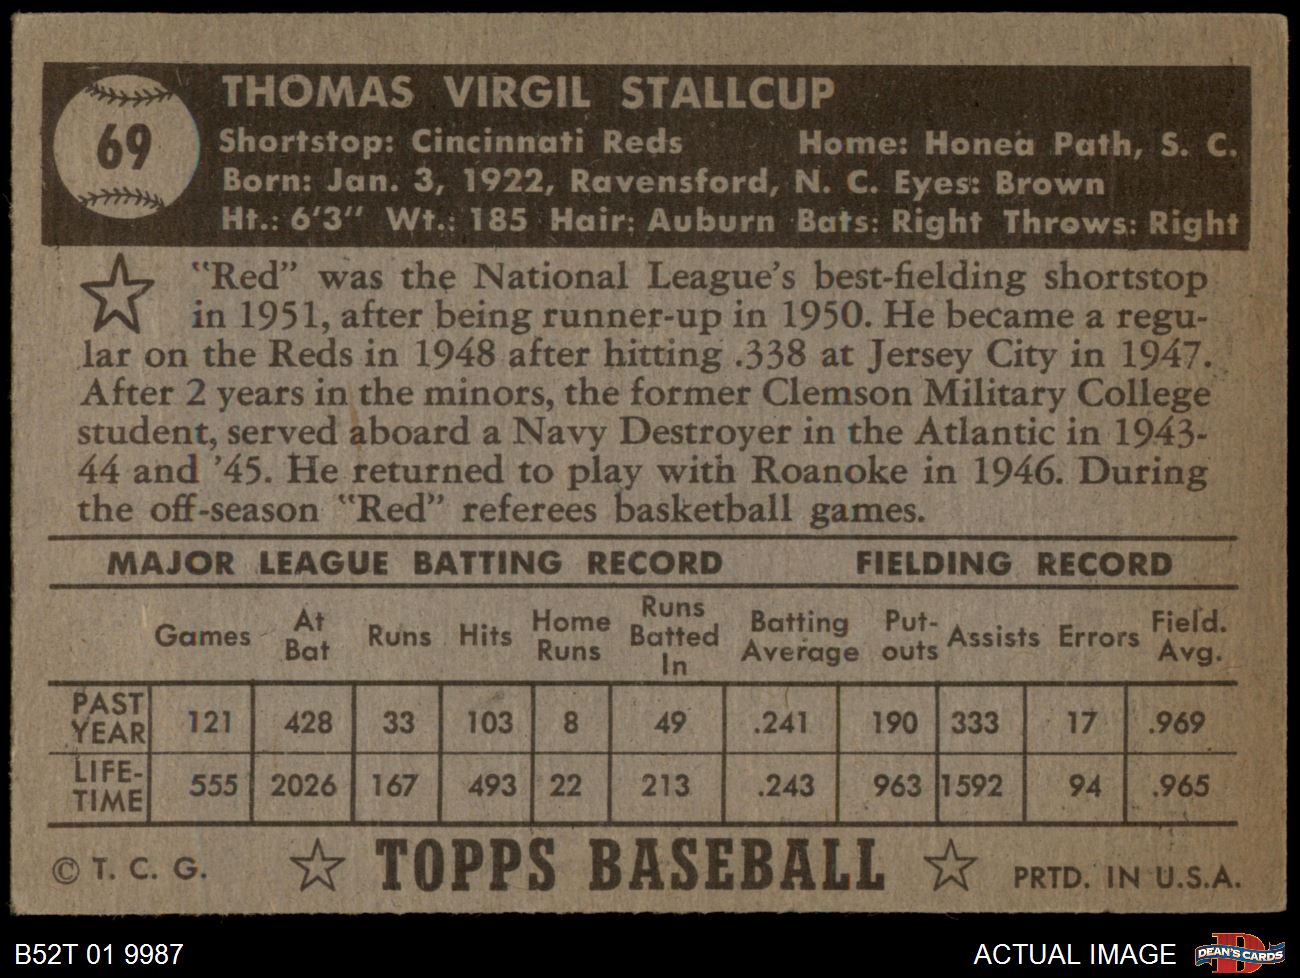 69
THOMAS VIRGIL STALLCUP
Shortstop: Cincinnati Reds Home: Honea Path, S. C.
Born: Jan. 3, 1922, Ravensford, N. C. Eyes: Brown
Ht.: 6'3" Wt.: 185 Hair: Auburn Bats: Right Throws: Right
"Red" was the National League's best-fielding shortstop
in 1951, after being runner-up in 1950. He became a regu-
lar on the Reds in 1948 after hitting .338 at Jersey City in 1947.
After 2 years in the minors, the former Clemson Military College
student, served aboard a Navy Destroyer in the Atlantic in 1943-
44 and '45. He returned to play with Roanoke in 1946. During
the off-season "Red" referees basketball games.
MAJOR LEAGUE BATTING RECORD FIELDING RECORD
Games At Bat Runs Hits Home Runs Runs Batted In Batting Average Put-outs Assists Errors Field. Avg.
PAST YEAR 121 428 33 103 8 49 .241 190 333 17 .969
LIFE-TIME 555 2026 167 493 22 213 .243 963 1592 94 .965
© T. C. G. TOPPS BASEBALL PRTD. IN U.S.A.
B52T 01 9987 ACTUAL IMAGE DEAN'S CARDS